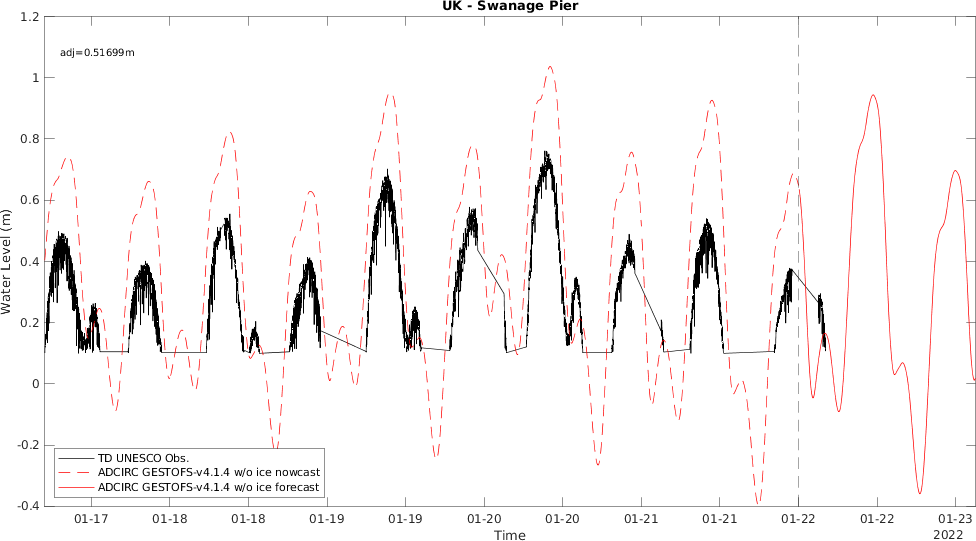 UK - Swanage Pier
1.2
adj=0.51699m
1
0.8
0.6
0.4
0.2
0
-0.2
-0.4
Water Level (m)
TD UNESCO Obs.
ADCIRC GESTOFS-v4.1.4 w/o ice nowcast
ADCIRC GESTOFS-v4.1.4 w/o ice forecast
01-17 01-18 01-18 01-19 01-19 01-20 01-20 01-21 01-21 01-22 01-22 01-23
Time
2022